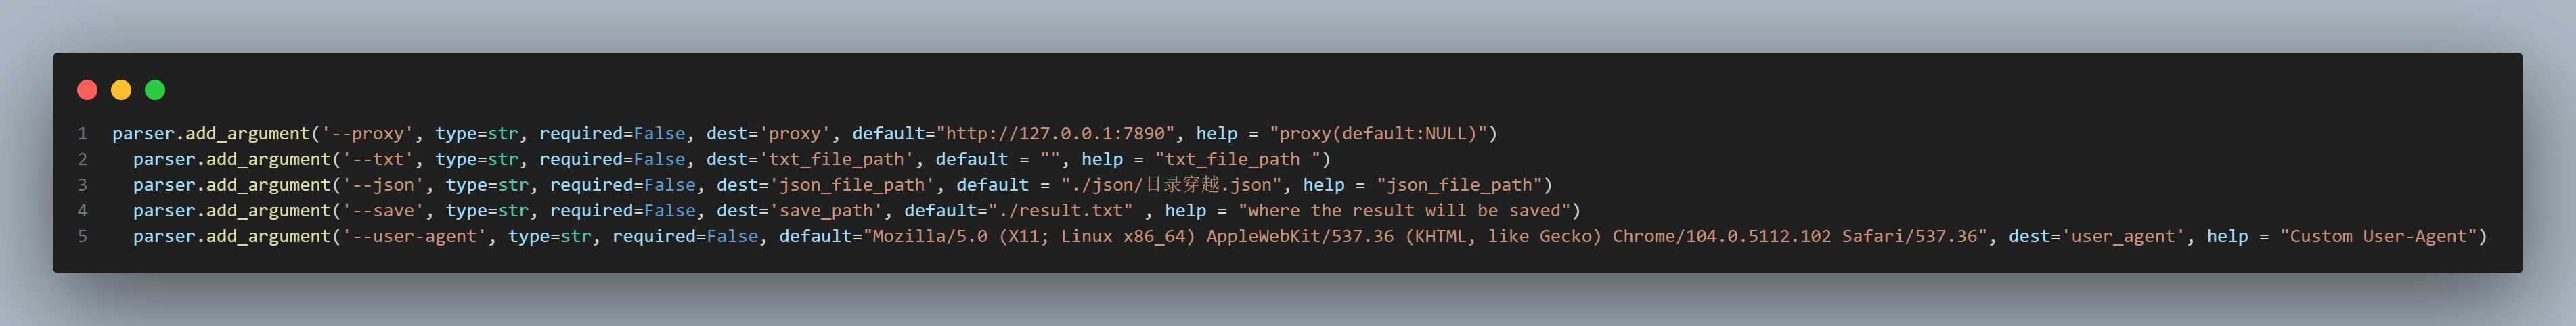 1 parser.add_argument('--proxy', type=str, required=False, dest='proxy', default="http://127.0.0.1:7890", help = "proxy(default:NULL)")
2 parser.add_argument('--txt', type=str, required=False, dest='txt_file_path', default = "", help = "txt_file_path ")
3 parser.add_argument('--json', type=str, required=False, dest='json_file_path', default = "./json/目录穿越.json", help = "json_file_path")
4 parser.add_argument('--save', type=str, required=False, dest='save_path', default="./result.txt" , help = "where the result will be saved")
5 parser.add_argument('--user-agent', type=str, required=False, default="Mozilla/5.0 (X11; Linux x86_64) AppleWebKit/537.36 (KHTML, like Gecko) Chrome/104.0.5112.102 Safari/537.36", dest='user_agent', help = "Custom User-Agent")